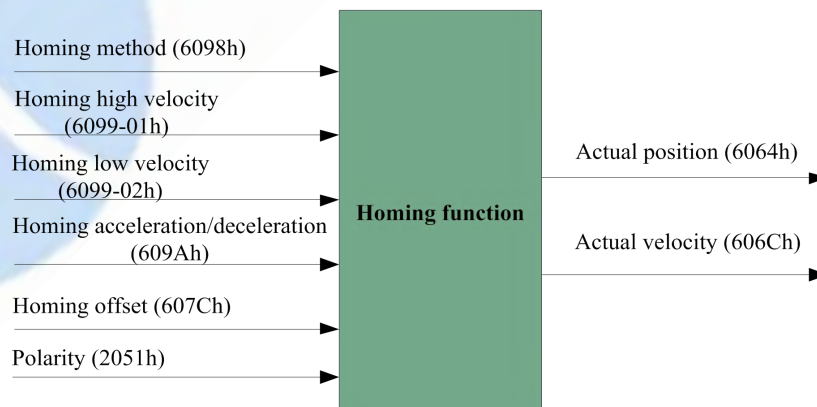 Homing method (6098h)
Homing high velocity
(6099-01h)
Homing low velocity
(6099-02h)
Homing acceleration/deceleration
(609Ah)
Homing offset (607Ch)
Polarity (2051h)
Homing function
Actual position (6064h)
Actual velocity (606Ch)